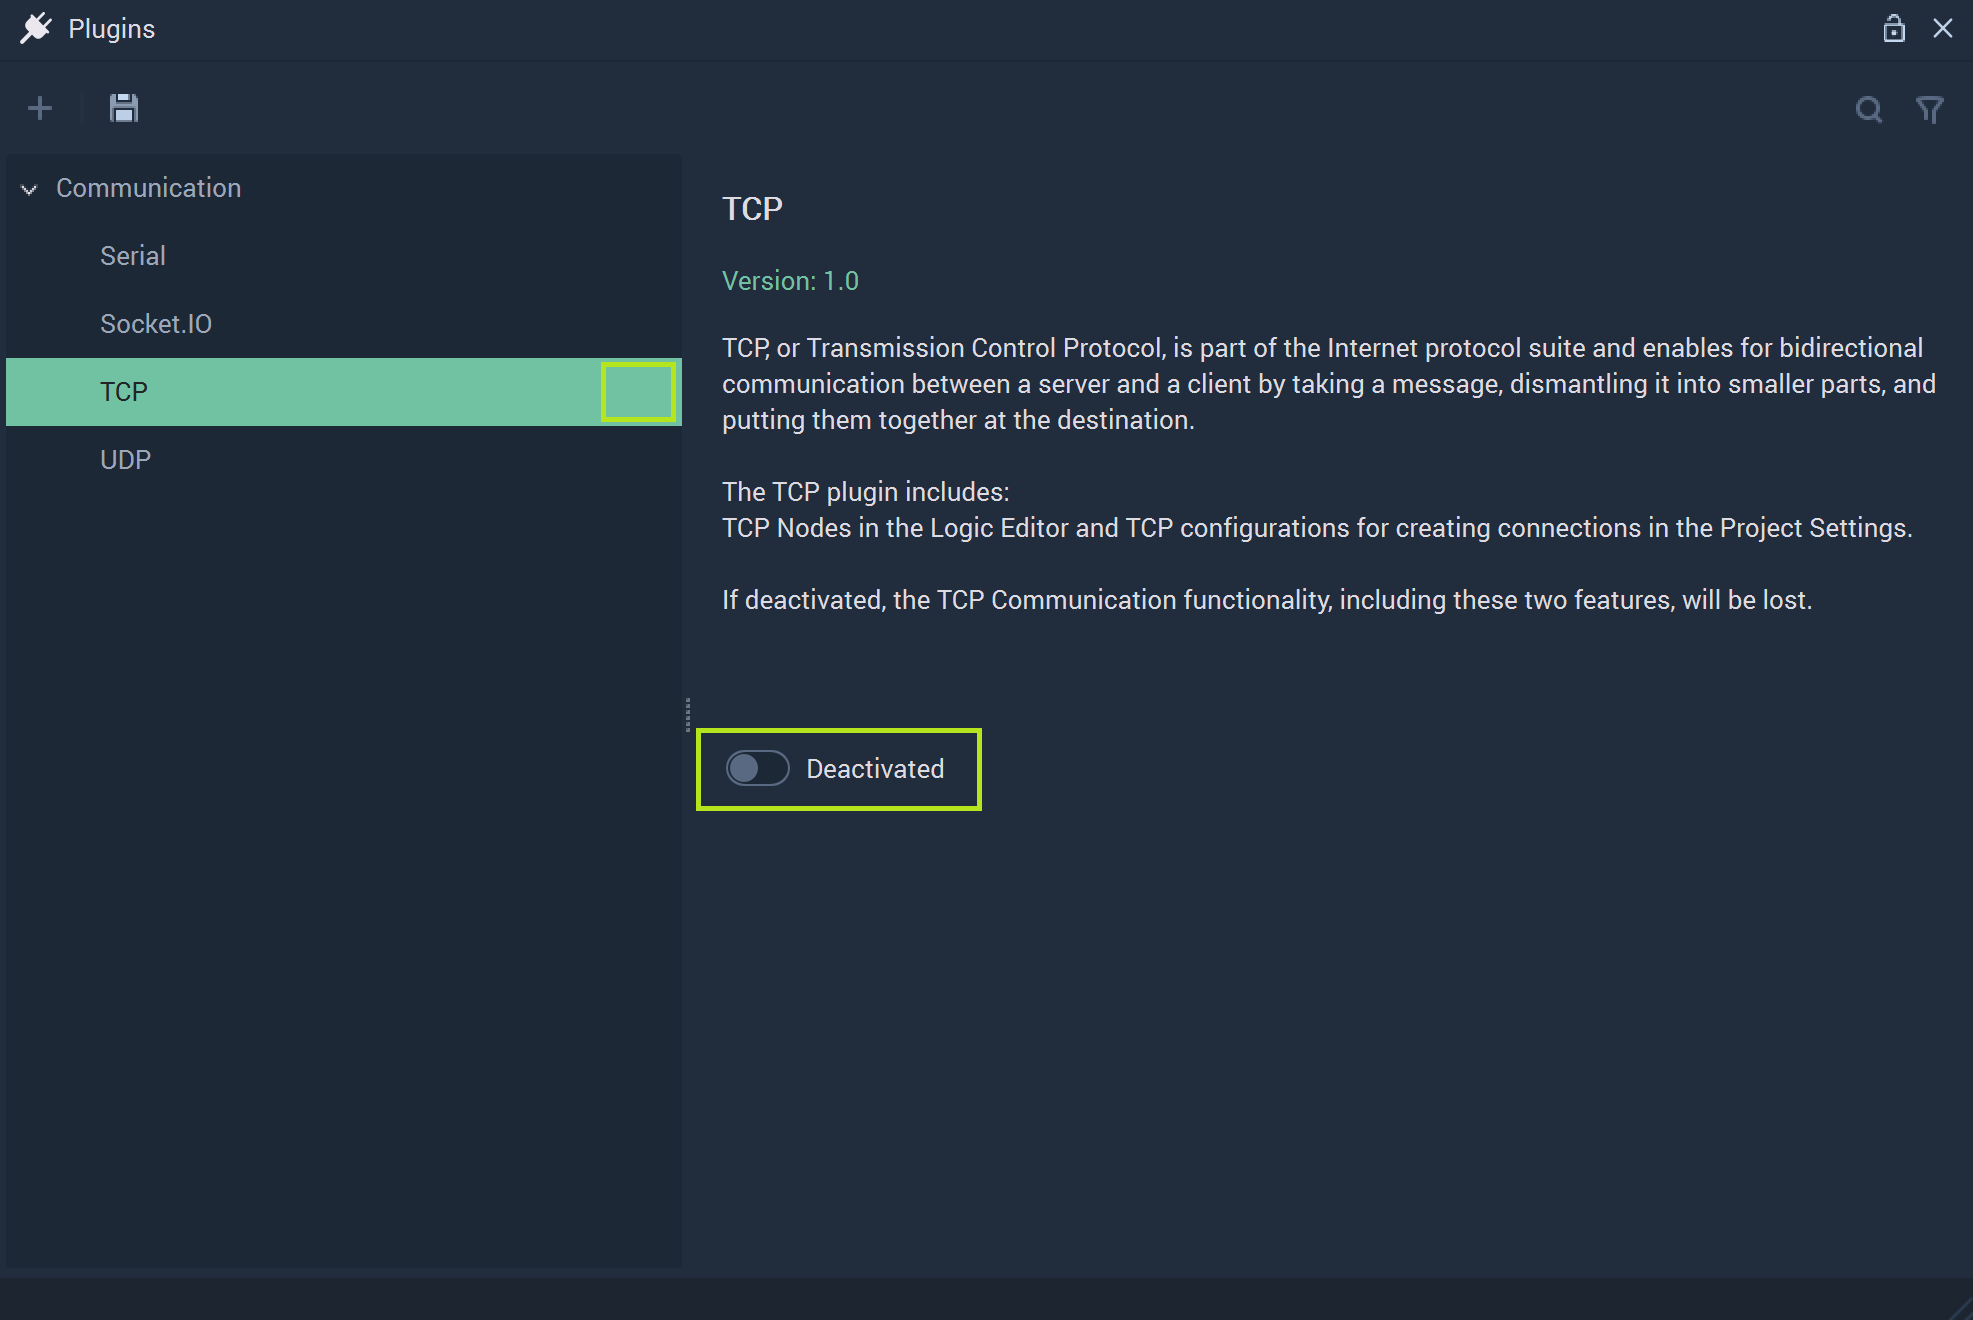 Plugins
Communication
Serial
Socket.IO
TCP
UDP
TCP
Version: 1.0
TCP, or Transmission Control Protocol, is part of the Internet protocol suite and enables for bidirectional
communication between a server and a client by taking a message, dismantling it into smaller parts, and
putting them together at the destination.
The TCP plugin includes:
TCP Nodes in the Logic Editor and TCP configurations for creating connections in the Project Settings.
If deactivated, the TCP Communication functionality, including these two features, will be lost.
Deactivated